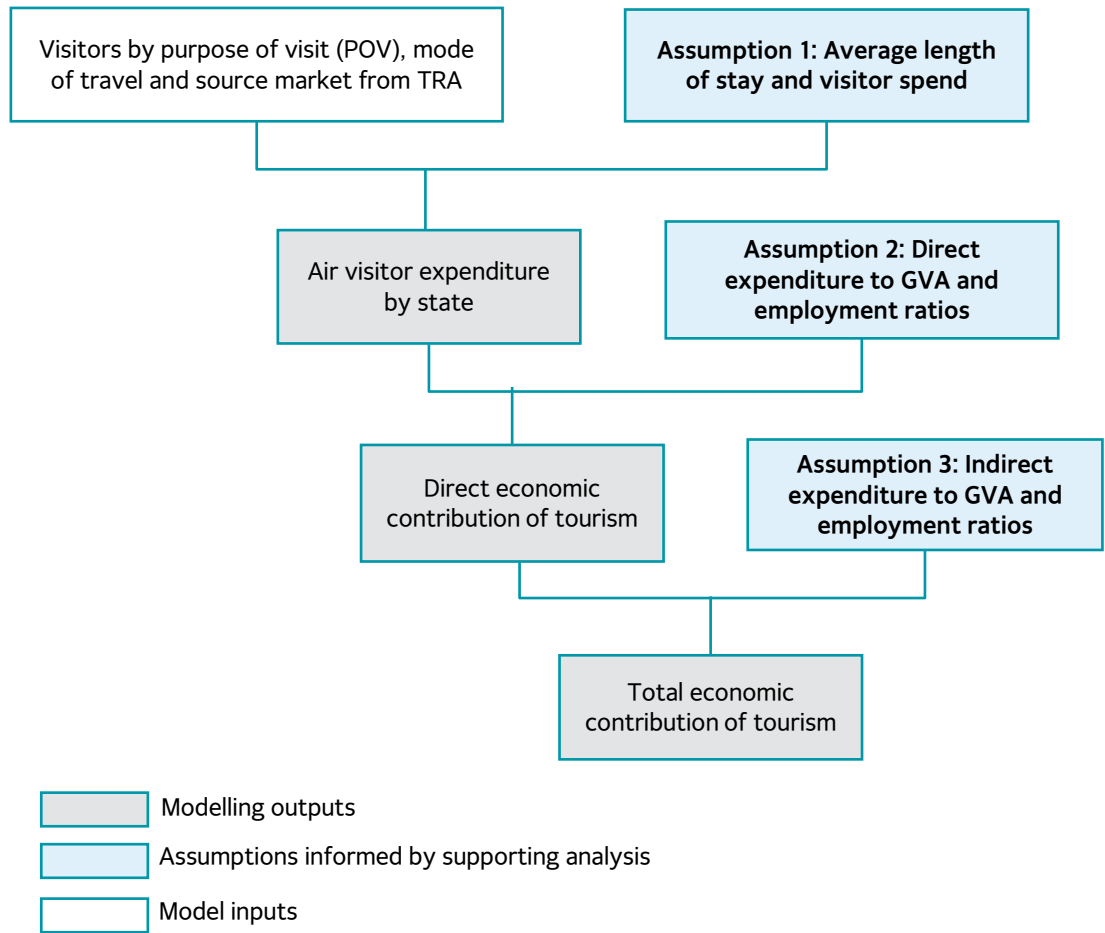 Visitors by purpose of visit (POV), mode
of travel and source market from TRA
Assumption 1: Average length
of stay and visitor spend
Air visitor expenditure
by state
Assumption 2: Direct
expenditure to GVA and
employment ratios
Direct economic
contribution of tourism
Assumption 3: Indirect
expenditure to GVA and
employment ratios
Total economic
contribution of tourism
Modelling outputs
Assumptions informed by supporting analysis
Model inputs